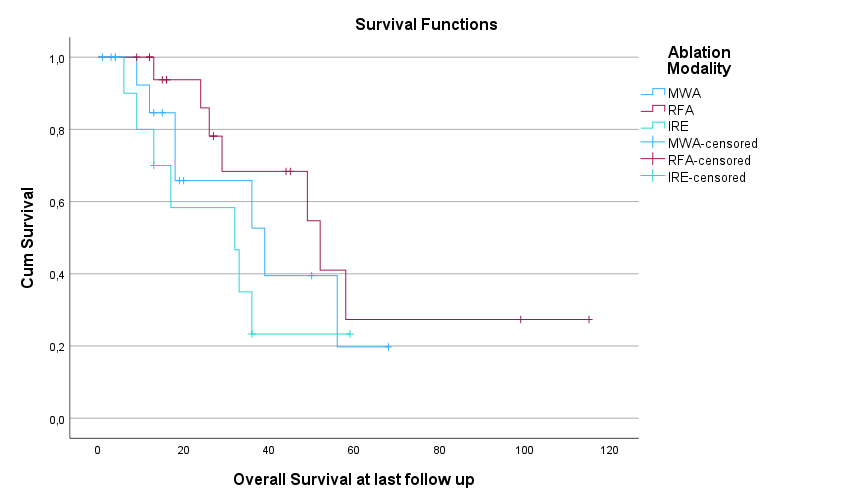 Survival Functions
Ablation
Modality
MWA
RFA
IRE
MWA-censored
RFA-censored
IRE-censored
Cum Survival
1,0
0,8
0,6
0,4
0,2
0,0
0 20 40 60 80 100 120
Overall Survival at last follow up